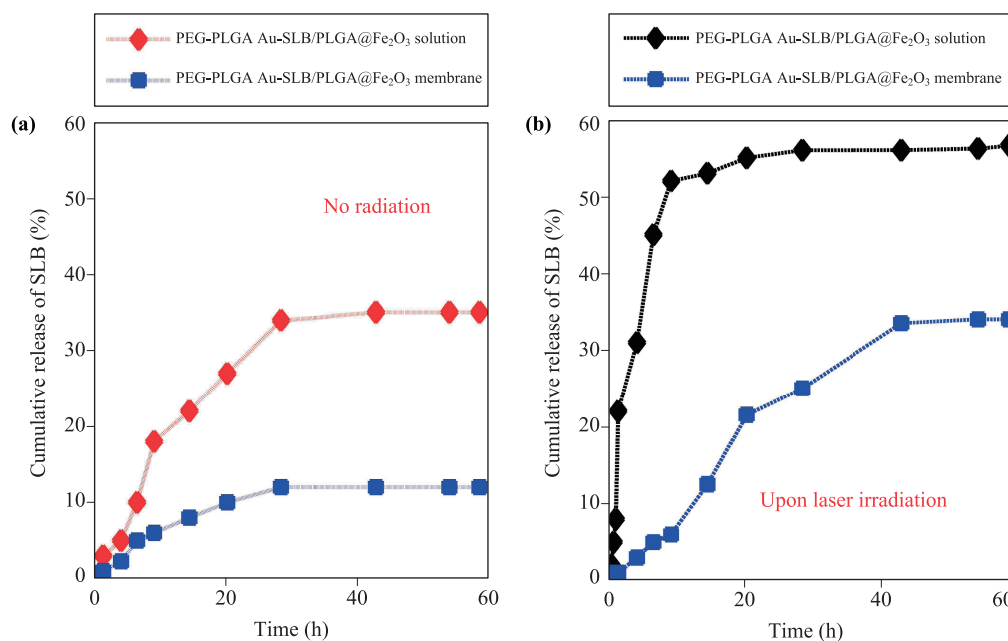 PEG-PLGA Au-SLB/PLGA@Fe₂O₃ solution
PEG-PLGA Au-SLB/PLGA@Fe₂O₃ membrane
(a)
60
50
40
30
20
10
0
Cumulative release of SLB (%)
No radiation
0
20
40
60
Time (h)
PEG-PLGA Au-SLB/PLGA@Fe₂O₃ solution
PEG-PLGA Au-SLB/PLGA@Fe₂O₃ membrane
(b)
60
50
40
30
20
10
0
Cumulative release of SLB (%)
Upon laser irradiation
0
20
40
60
Time (h)